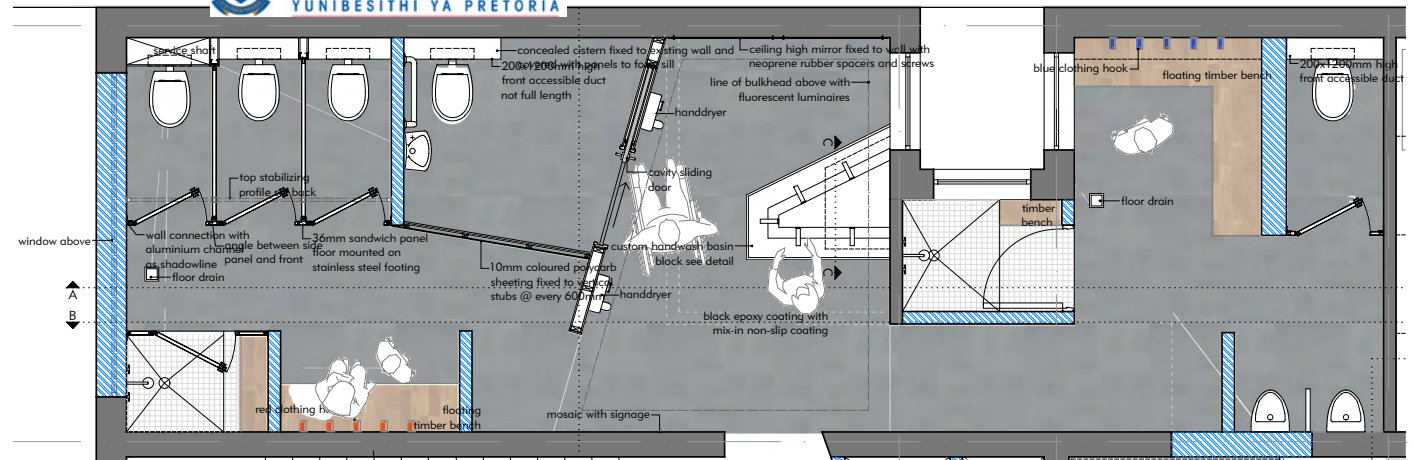 YUNIBESITHI YA PRETORIA
service shaft
concealed cistern fixed to existing wall and
covered with panels to form sill
200x1200mm high
front accessible duct
not full length
ceiling high mirror fixed to wall with
neoprene rubber spacers and screws
line of bulkhead above with
fluorescent luminaires
blue clothing hook
floating timber bench
200x1200mm high
front accessible duct
handdryer
cavity sliding
door
top stabilizing
profile set back
floor drain
timber
bench
window above
wall connection with
aluminium channel
as shadowline
floor drain
angle between side
panel and front
36mm sandwich panel
floor mounted on
stainless steel footing
10mm coloured polycarb
sheeting fixed to vertical
stubs @ every 600mm
handdryer
custom handwash basin
block see detail
C
C
A
B
black epoxy coating with
mix-in non-slip coating
red clothing
floating
timber bench
mosaic with signage